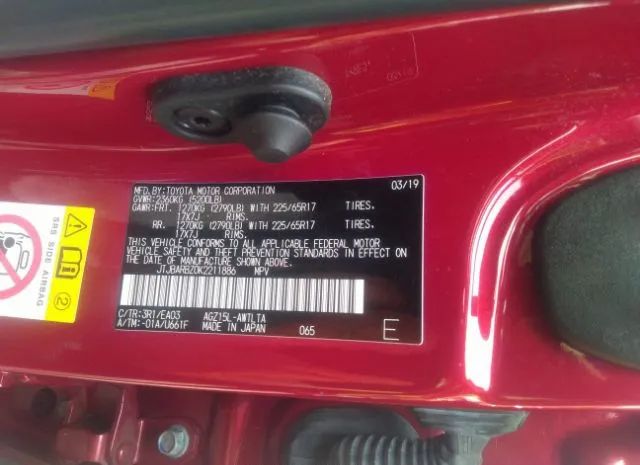 MFD. BY: TOYOTA MOTOR CORPORATION 03/19
GVWR: 2360KG (5200LB)
GAWR: FRT. 1270KG (2790LB) WITH 225/65R17 TIRES.
17X7J RIMS.
RR. 1270KG (2790LB) WITH 225/65R17 TIRES.
17X7J RIMS.
THIS VEHICLE CONFORMS TO ALL APPLICABLE FEDERAL MOTOR
VEHICLE SAFETY AND THEFT PREVENTION STANDARDS IN EFFECT ON
THE DATE OF MANUFACTURE SHOWN ABOVE.
JTJBARBZ0K2211886 MPV
C/TR: 3R1/EA03 AGZ15L-AWTLTA
A/TM: -01A/U661F MADE IN JAPAN 065 E
SRS SIDE AIRBAG
2